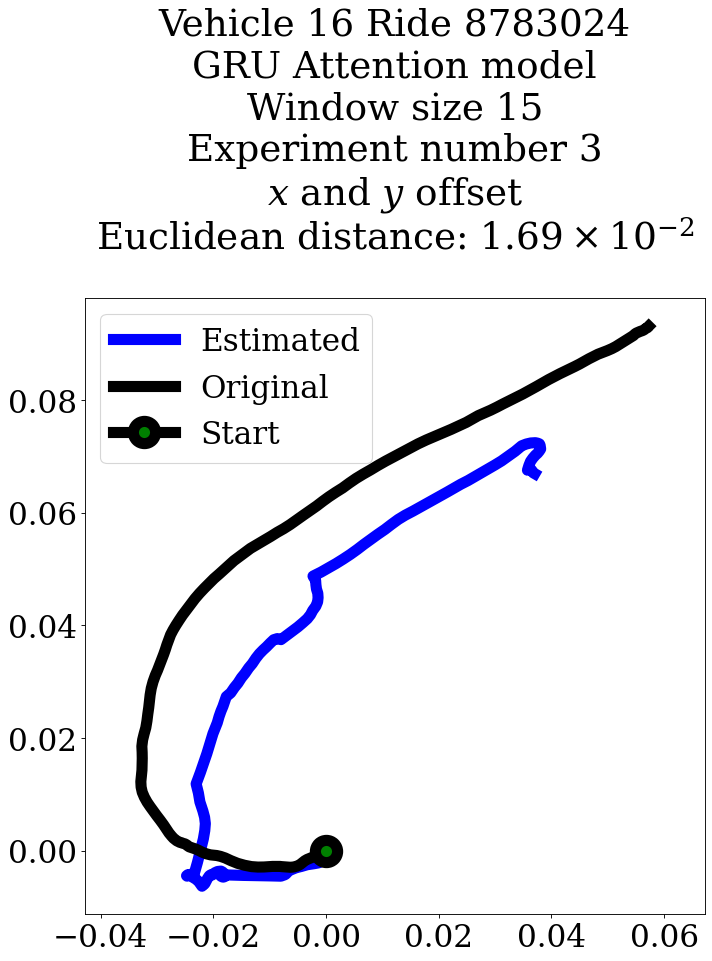 Vehicle 16 Ride 8783024
GRU Attention model
Window size 15
Experiment number 3
x and y offset
Euclidean distance: 1.69 × 10⁻²
Estimated
Original
Start
0.08
0.06
0.04
0.02
0.00
−0.04 −0.02 0.00 0.02 0.04 0.06